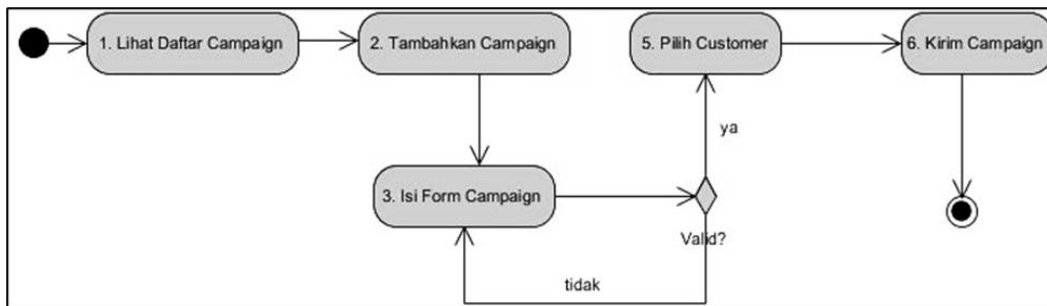 1. Lihat Daftar Campaign
2. Tambahkan Campaign
5. Pilih Customer
6. Kirim Campaign
ya
3. Isi Form Campaign
Valid?
tidak